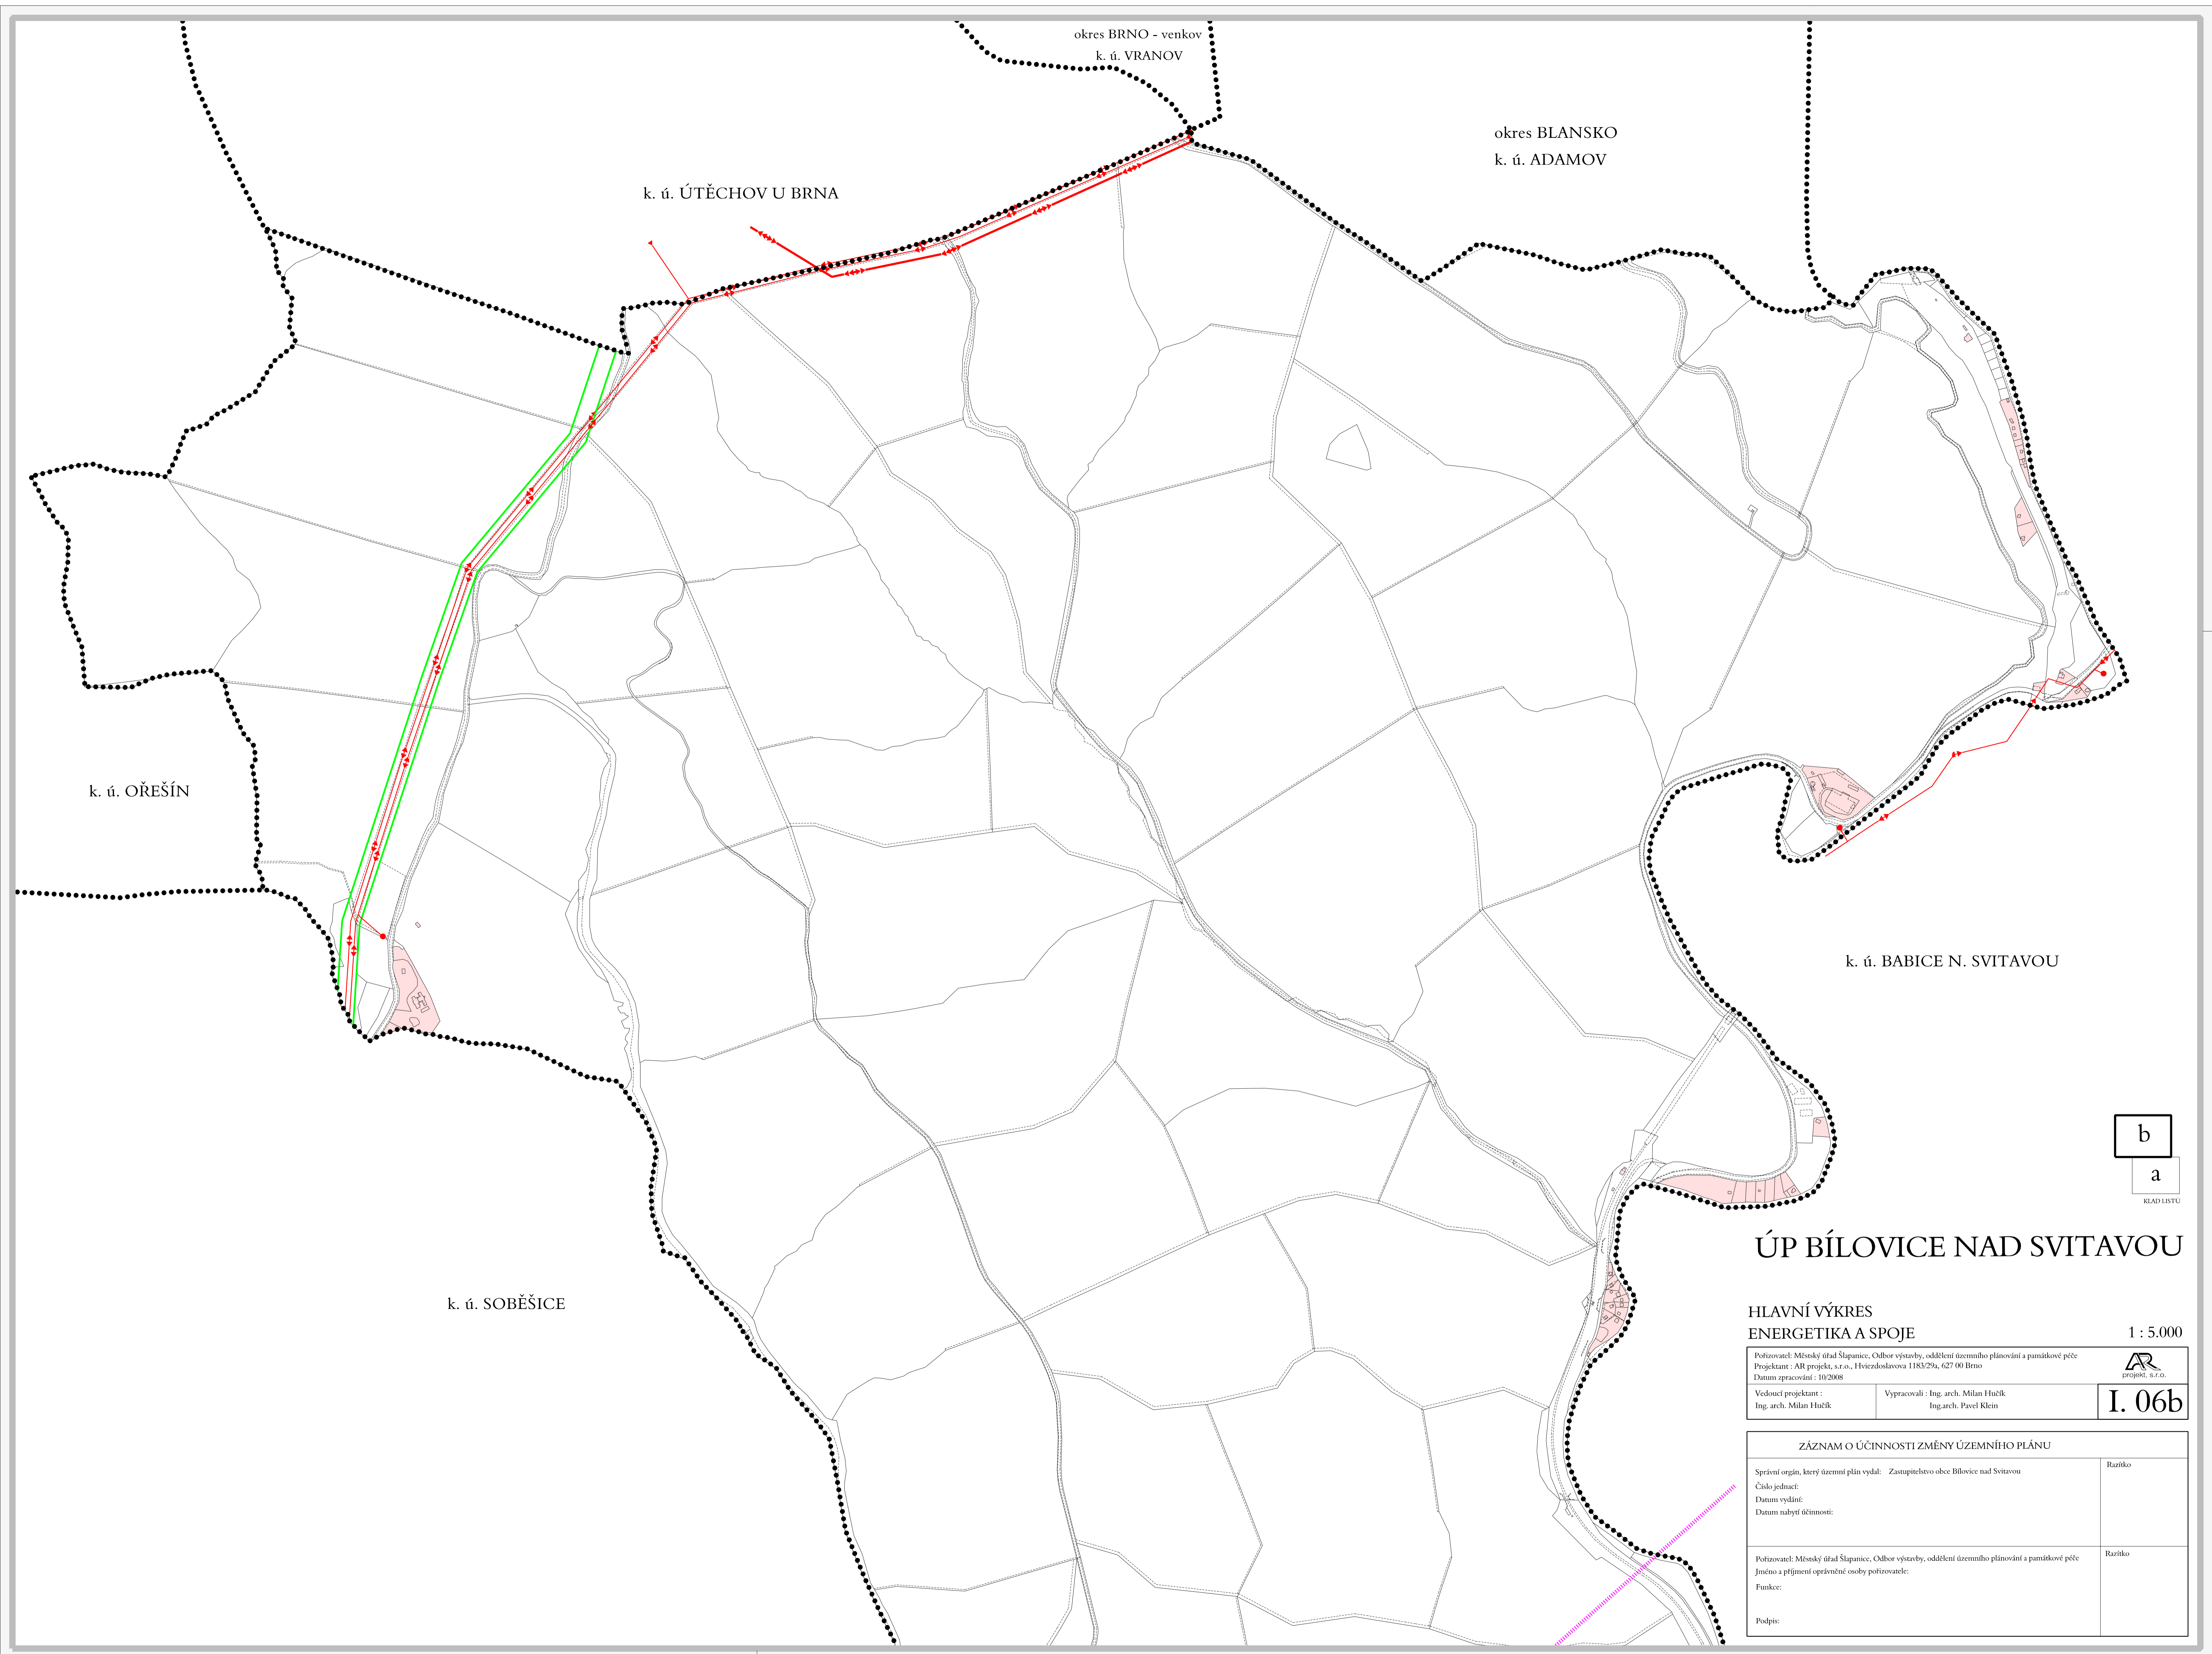 okres BRNO - venkov
k. ú. VRANOV
okres BLANSKO
k. ú. ADAMOV
k. ú. ÚTĚCHOV U BRNA
k. ú. OŘEŠÍN
k. ú. BABICE N. SVITAVOU
k. ú. SOBĚŠICE
b
a
KLAD LISTŮ
ÚP BÍLOVICE NAD SVITAVOU
HLAVNÍ VÝKRES
ENERGETIKA A SPOJE 1 : 5.000
Pořizovatel: Městský úřad Šlapanice, Odbor výstavby, oddělení územního plánování a památkové péče
Projektant : AR projekt, s.r.o., Hviezdoslavova 1183/29a, 627 00 Brno
Datum zpracování : 10/2008
AR
projekt, s.r.o.
Vedoucí projektant :
Ing. arch. Milan Hučík
Vypracovali : Ing. arch. Milan Hučík
Ing.arch. Pavel Klein
I. 06b
ZÁZNAM O ÚČINNOSTI ZMĚNY ÚZEMNÍHO PLÁNU
Správní orgán, který územní plán vydal: Zastupitelstvo obce Bílovice nad Svitavou
Razítko
Číslo jednací:
Datum vydání:
Datum nabytí účinnosti:
Pořizovatel: Městský úřad Šlapanice, Odbor výstavby, oddělení územního plánování a památkové péče
Razítko
Jméno a příjmení oprávněné osoby pořizovatele:
Funkce:
Podpis: